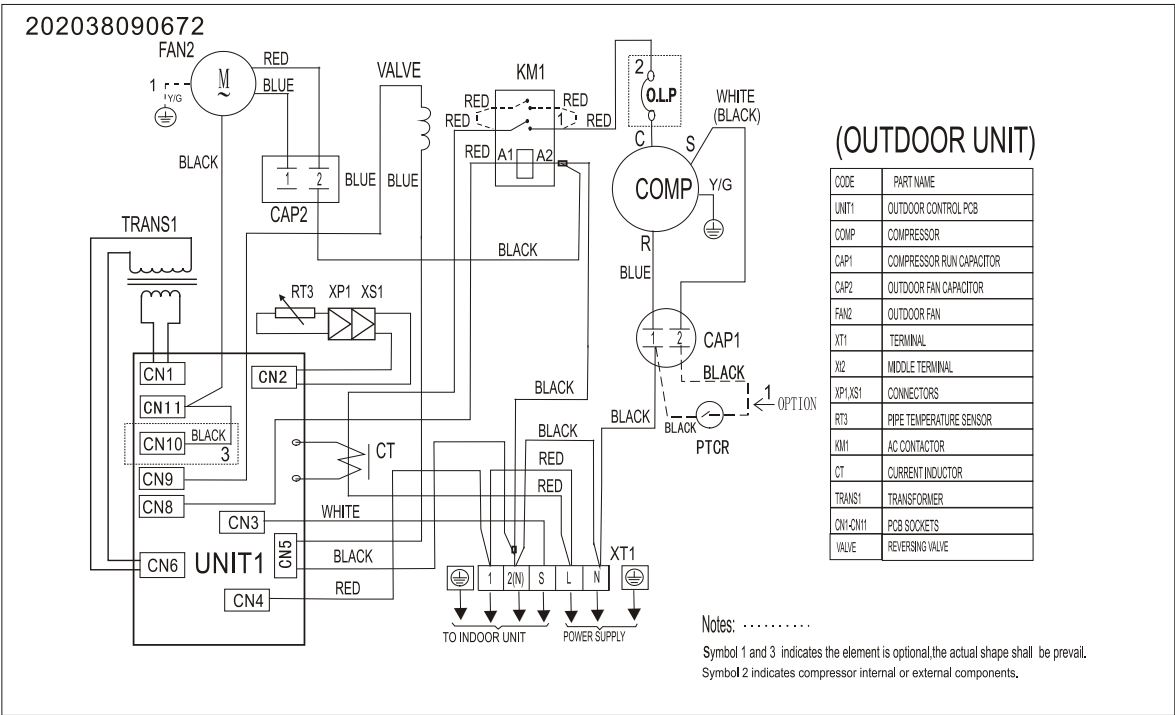 202038090672
FAN2
RED
BLUE
1
Y/G
M
~
BLACK
1 2
CAP2
BLUE
BLUE
VALVE
KM1
RED RED
RED 1 RED
RED A1 A2
BLACK
2
O.L.P
WHITE
(BLACK)
C
S
COMP
Y/G
R
BLUE
1 2
CAP1
BLACK
1
OPTION
BLACK
BLACK
PTCR
TRANS1
RT3 XP1 XS1
CN1
CN2
CN11
CN10
BLACK
3
CN9
CN8
CN3
CN6
UNIT1
CN5
CN4
CT
WHITE
BLACK
RED
BLACK
BLACK
RED
RED
XT1
1 2(N) S L N
TO INDOOR UNIT
POWER SUPPLY
(OUTDOOR UNIT)
CODE PART NAME
UNIT1 OUTDOOR CONTROL PCB
COMP COMPRESSOR
CAP1 COMPRESSOR RUN CAPACITOR
CAP2 OUTDOOR FAN CAPACITOR
FAN2 OUTDOOR FAN
XT1 TERMINAL
Xt2 MIDDLE TERMINAL
XP1,XS1 CONNECTORS
RT3 PIPE TEMPERATURE SENSOR
KM1 AC CONTACTOR
CT CURRENT INDUCTOR
TRANS1 TRANSFORMER
CN1-CN11 PCB SOCKETS
VALVE REVERSING VALVE
Notes: ..........
Symbol 1 and 3 indicates the element is optional,the actual shape shall be prevail.
Symbol 2 indicates compressor internal or external components.